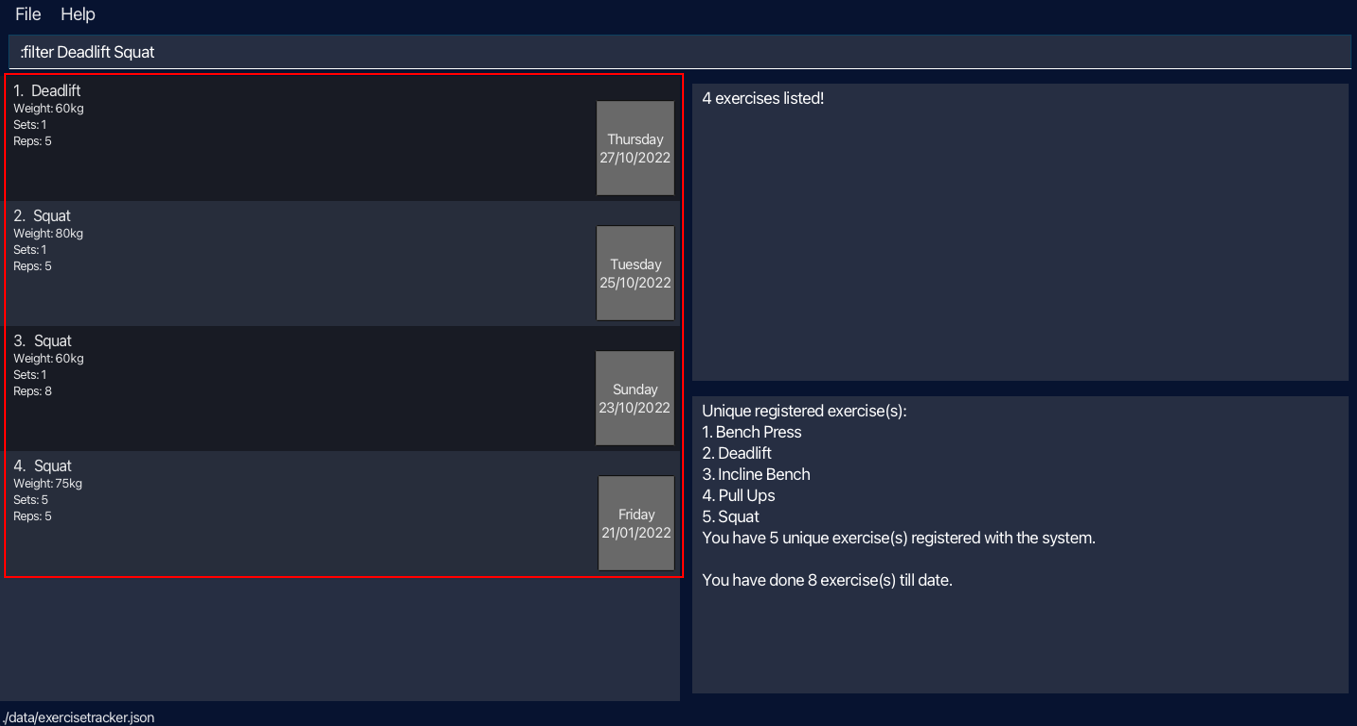 File Help
:filter Deadlift Squat
1. Deadlift
Weight: 60kg
Sets: 1
Reps: 5
Thursday
27/10/2022
2. Squat
Weight: 80kg
Sets: 1
Reps: 5
Tuesday
25/10/2022
3. Squat
Weight: 60kg
Sets: 1
Reps: 8
Sunday
23/10/2022
4. Squat
Weight: 75kg
Sets: 5
Reps: 5
Friday
21/01/2022
4 exercises listed!
Unique registered exercise(s):
1. Bench Press
2. Deadlift
3. Incline Bench
4. Pull Ups
5. Squat
You have 5 unique exercise(s) registered with the system.
You have done 8 exercise(s) till date.
./data/exercisetracker.json